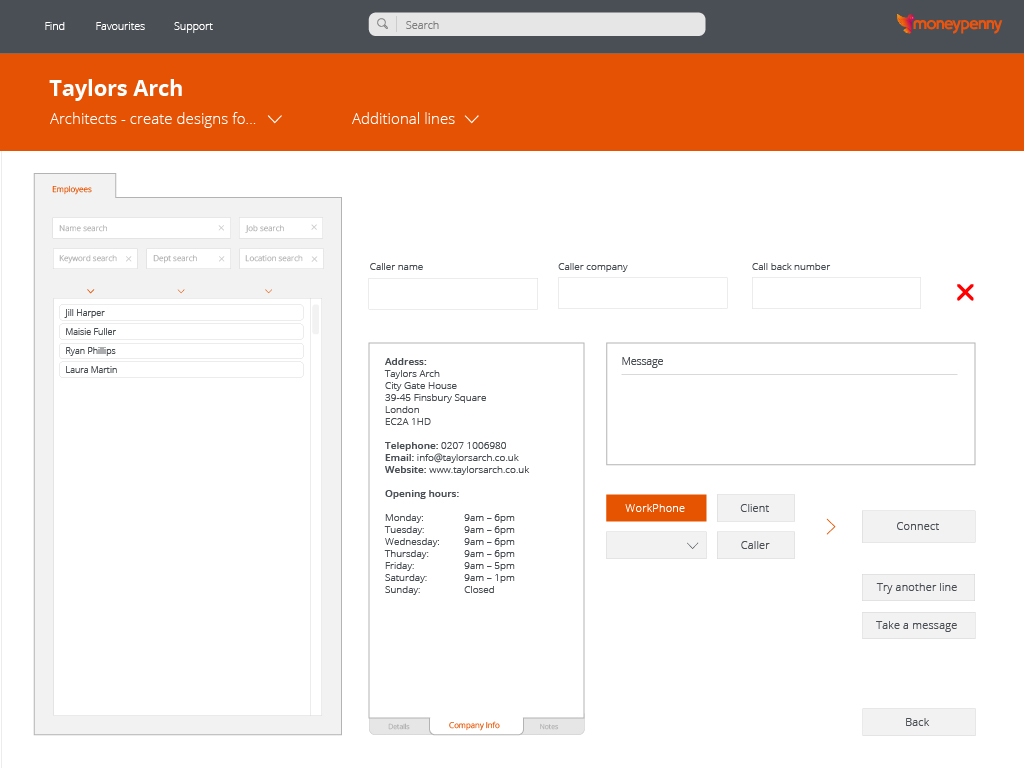 Find Favourites Support Search moneypenny
Taylors Arch
Architects - create designs fo... Additional lines
Employees
Name search Job search
Keyword search Dept search Location search
Jill Harper
Maisie Fuller
Ryan Phillips
Laura Martin
Caller name Caller company Call back number
Address:
Taylors Arch
City Gate House
39-45 Finsbury Square
London
EC2A 1HD
Telephone: 0207 1006980
Email: info@taylorsarch.co.uk
Website: www.taylorsarch.co.uk
Opening hours:
Monday: 9am – 6pm
Tuesday: 9am – 6pm
Wednesday: 9am – 6pm
Thursday: 9am – 6pm
Friday: 9am – 5pm
Saturday: 9am – 1pm
Sunday: Closed
Details Company Info Notes
Message
WorkPhone Client
Caller
Connect
Try another line
Take a message
Back